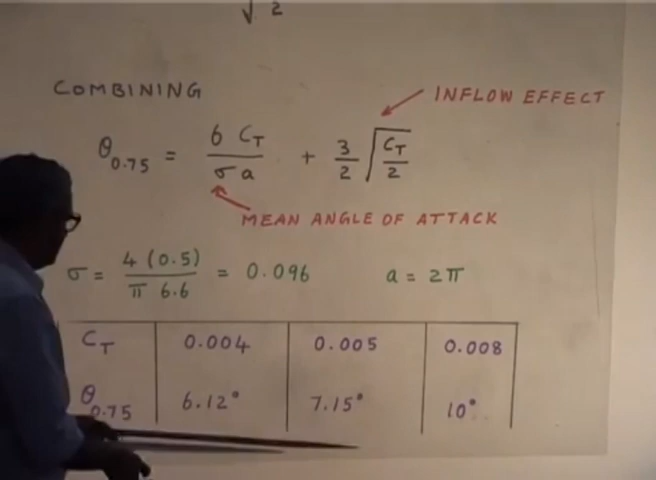 √ 2
COMBINING
INFLOW EFFECT
θ0.75 = 6 CT / σ a + 3/2 √ CT/2
MEAN ANGLE OF ATTACK
σ = 4 (0.5) / π 6.6 = 0.096 a = 2π
CT 0.004 0.005 0.008
θ0.75 6.12° 7.15° 10°